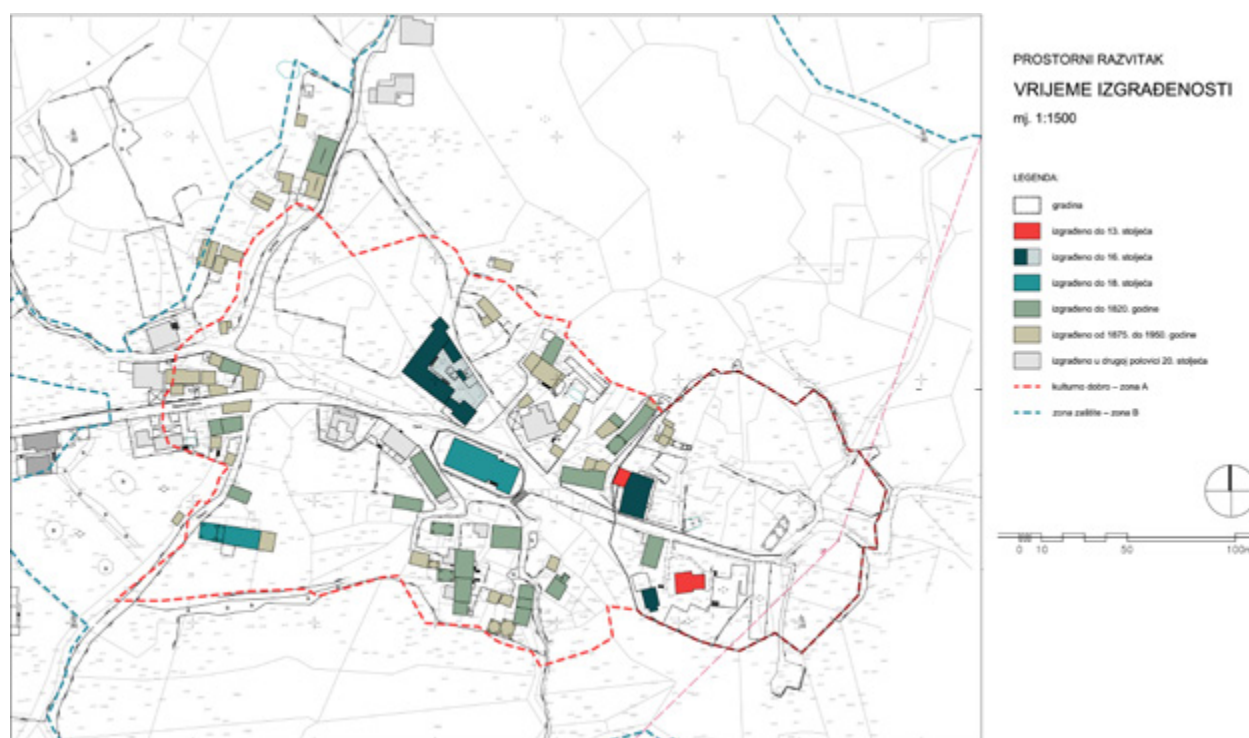 PROSTORNI RAZVITAK
VRIJEME IZGRAĐENOSTI
mj. 1:1500
LEGENDA:
gradina
izgrađeno do 13. stoljeća
izgrađeno do 16. stoljeća
izgrađeno do 18. stoljeća
izgrađeno do 1820. godine
izgrađeno od 1875. do 1950. godine
izgrađeno u drugoj polovici 20. stoljeća
kulturno dobro – zona A
zona zaštite – zona B
0 10 50 100m